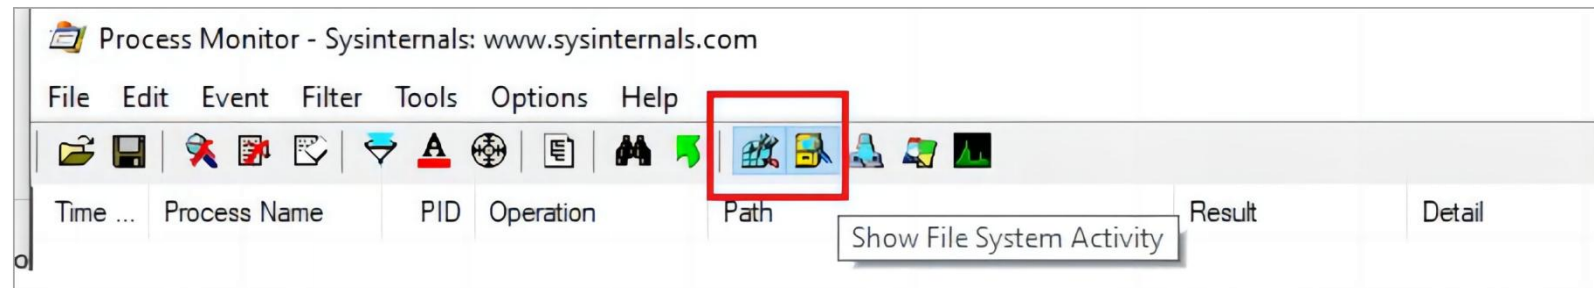 Process Monitor - Sysinternals: www.sysinternals.com
File Edit Event Filter Tools Options Help
Time ... Process Name PID Operation Path Result Detail
Show File System Activity